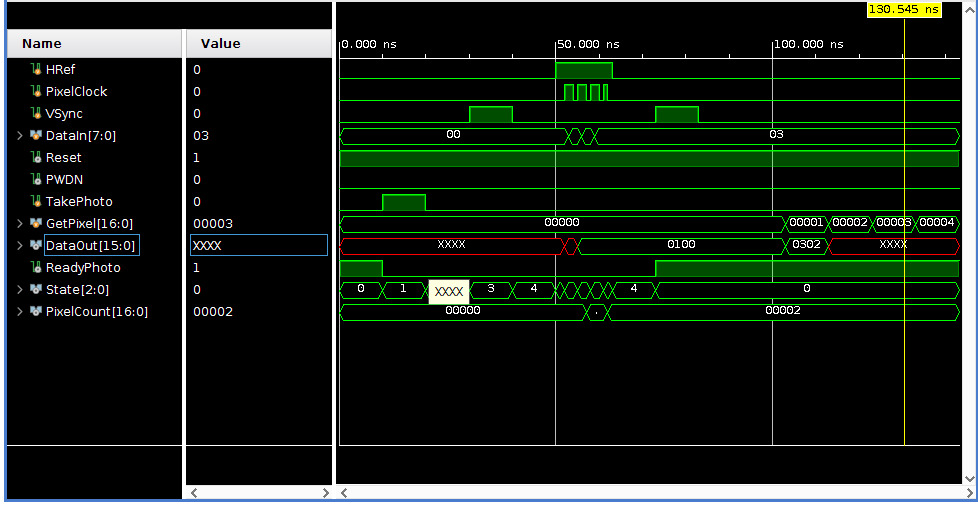 130.545 ns
Name Value 0.000 ns 50.000 ns 100.000 ns
HRef 0
PixelClock 0
VSync 0
DataIn[7:0] 03 00 03
Reset 1
PWDN 0
TakePhoto 0
GetPixel[16:0] 00003 00000 00001 00002 00003 00004
DataOut[15:0] XXXX XXXX 0100 0302 XXXX
ReadyPhoto 1
State[2:0] 0 0 1 XXXX 3 4 4 0
PixelCount[16:0] 00002 00000 . 00002